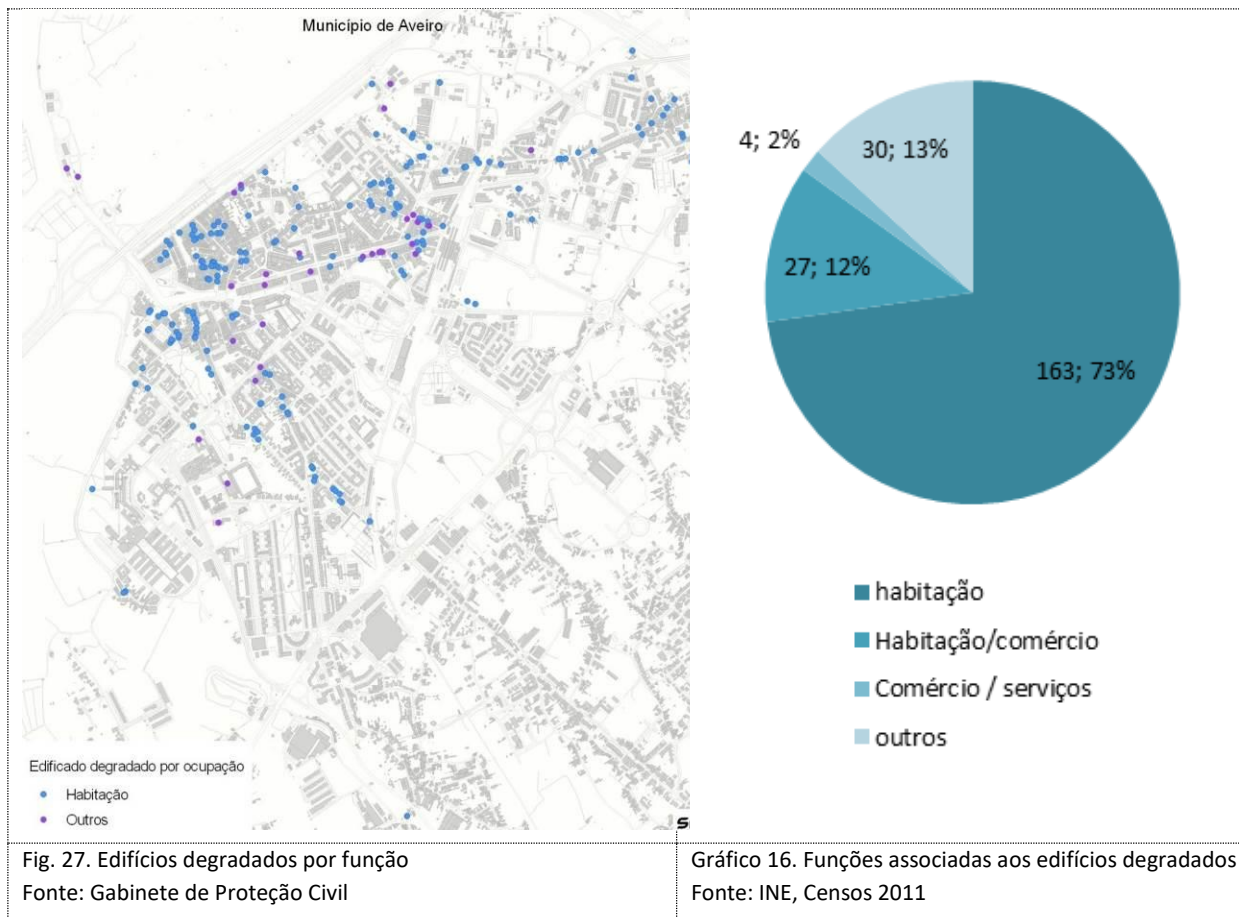 Município de Aveiro
Edificado degradado por ocupação
Habitação
Outros
4; 2%
30; 13%
27; 12%
163; 73%
habitação
Habitação/comércio
Comércio / serviços
outros
Fig. 27. Edifícios degradados por função
Fonte: Gabinete de Proteção Civil
Gráfico 16. Funções associadas aos edifícios degradados
Fonte: INE, Censos 2011